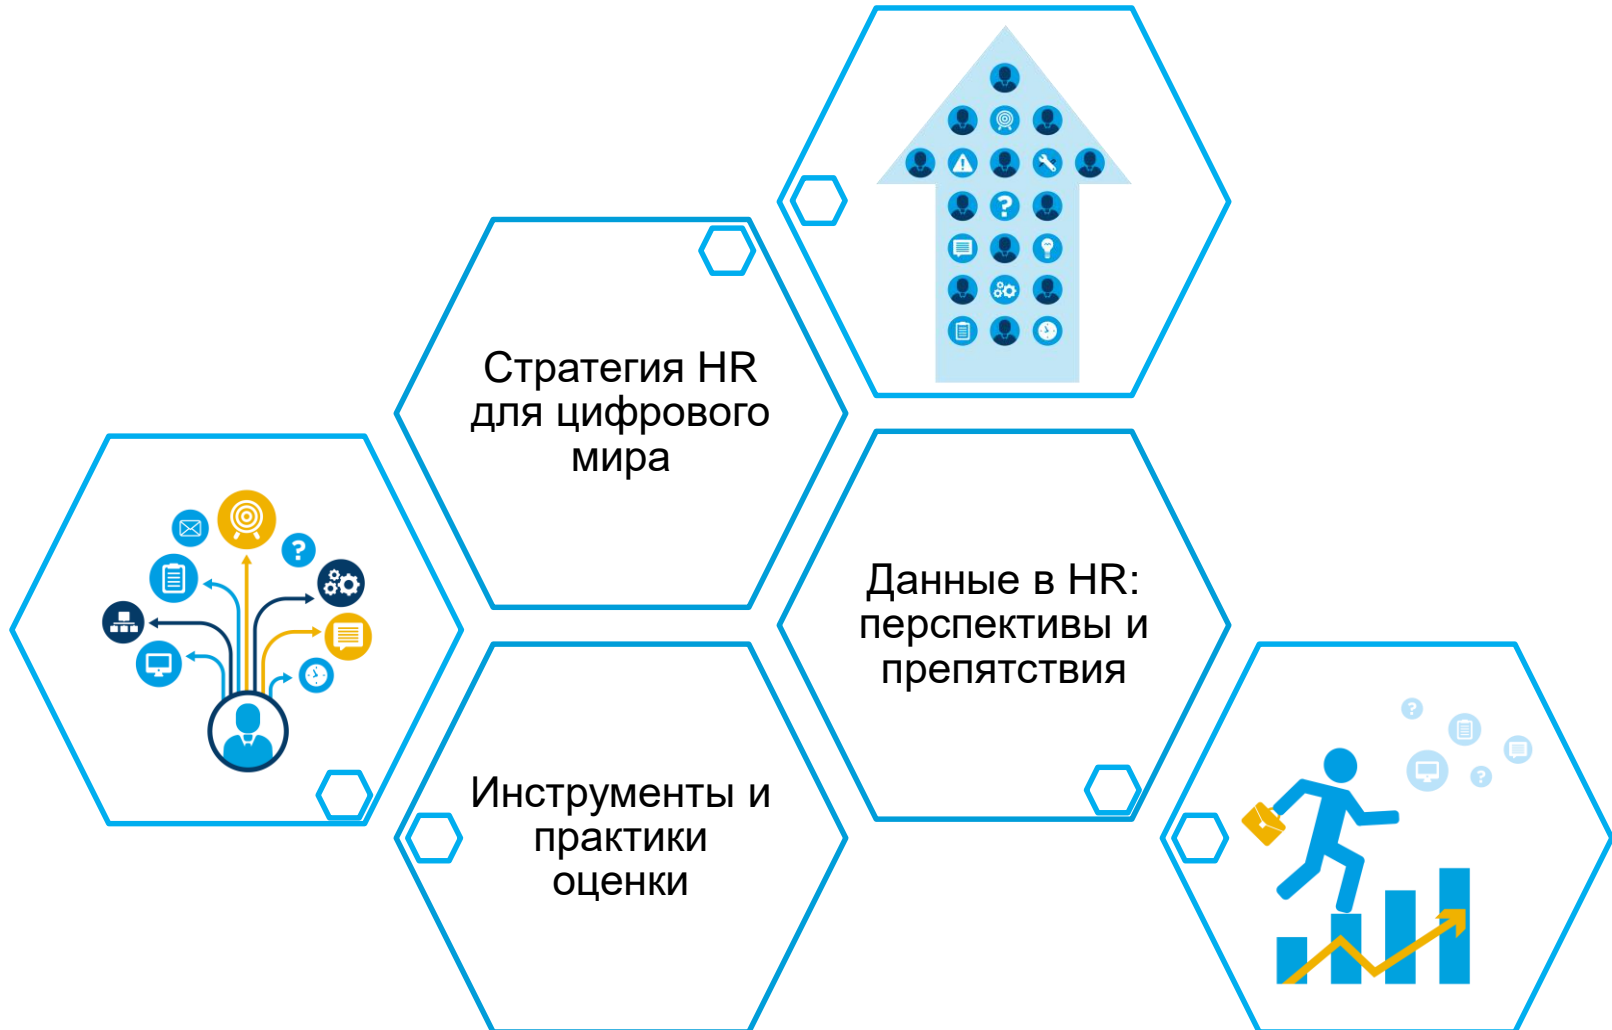 Стратегия HR
для цифрового
мира
Данные в HR:
перспективы и
препятствия
Инструменты и
практики
оценки